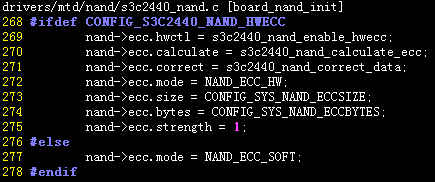 drivers/mtd/nand/s3c2440_nand.c [board_nand_init]
268 #ifdef CONFIG_S3C2440_NAND_HWECC
269         nand->ecc.hwctl = s3c2440_nand_enable_hwecc;
270         nand->ecc.calculate = s3c2440_nand_calculate_ecc;
271         nand->ecc.correct = s3c2440_nand_correct_data;
272         nand->ecc.mode = NAND_ECC_HW;
273         nand->ecc.size = CONFIG_SYS_NAND_ECCSIZE;
274         nand->ecc.bytes = CONFIG_SYS_NAND_ECCBYTES;
275         nand->ecc.strength = 1;
276 #else
277         nand->ecc.mode = NAND_ECC_SOFT;
278 #endif